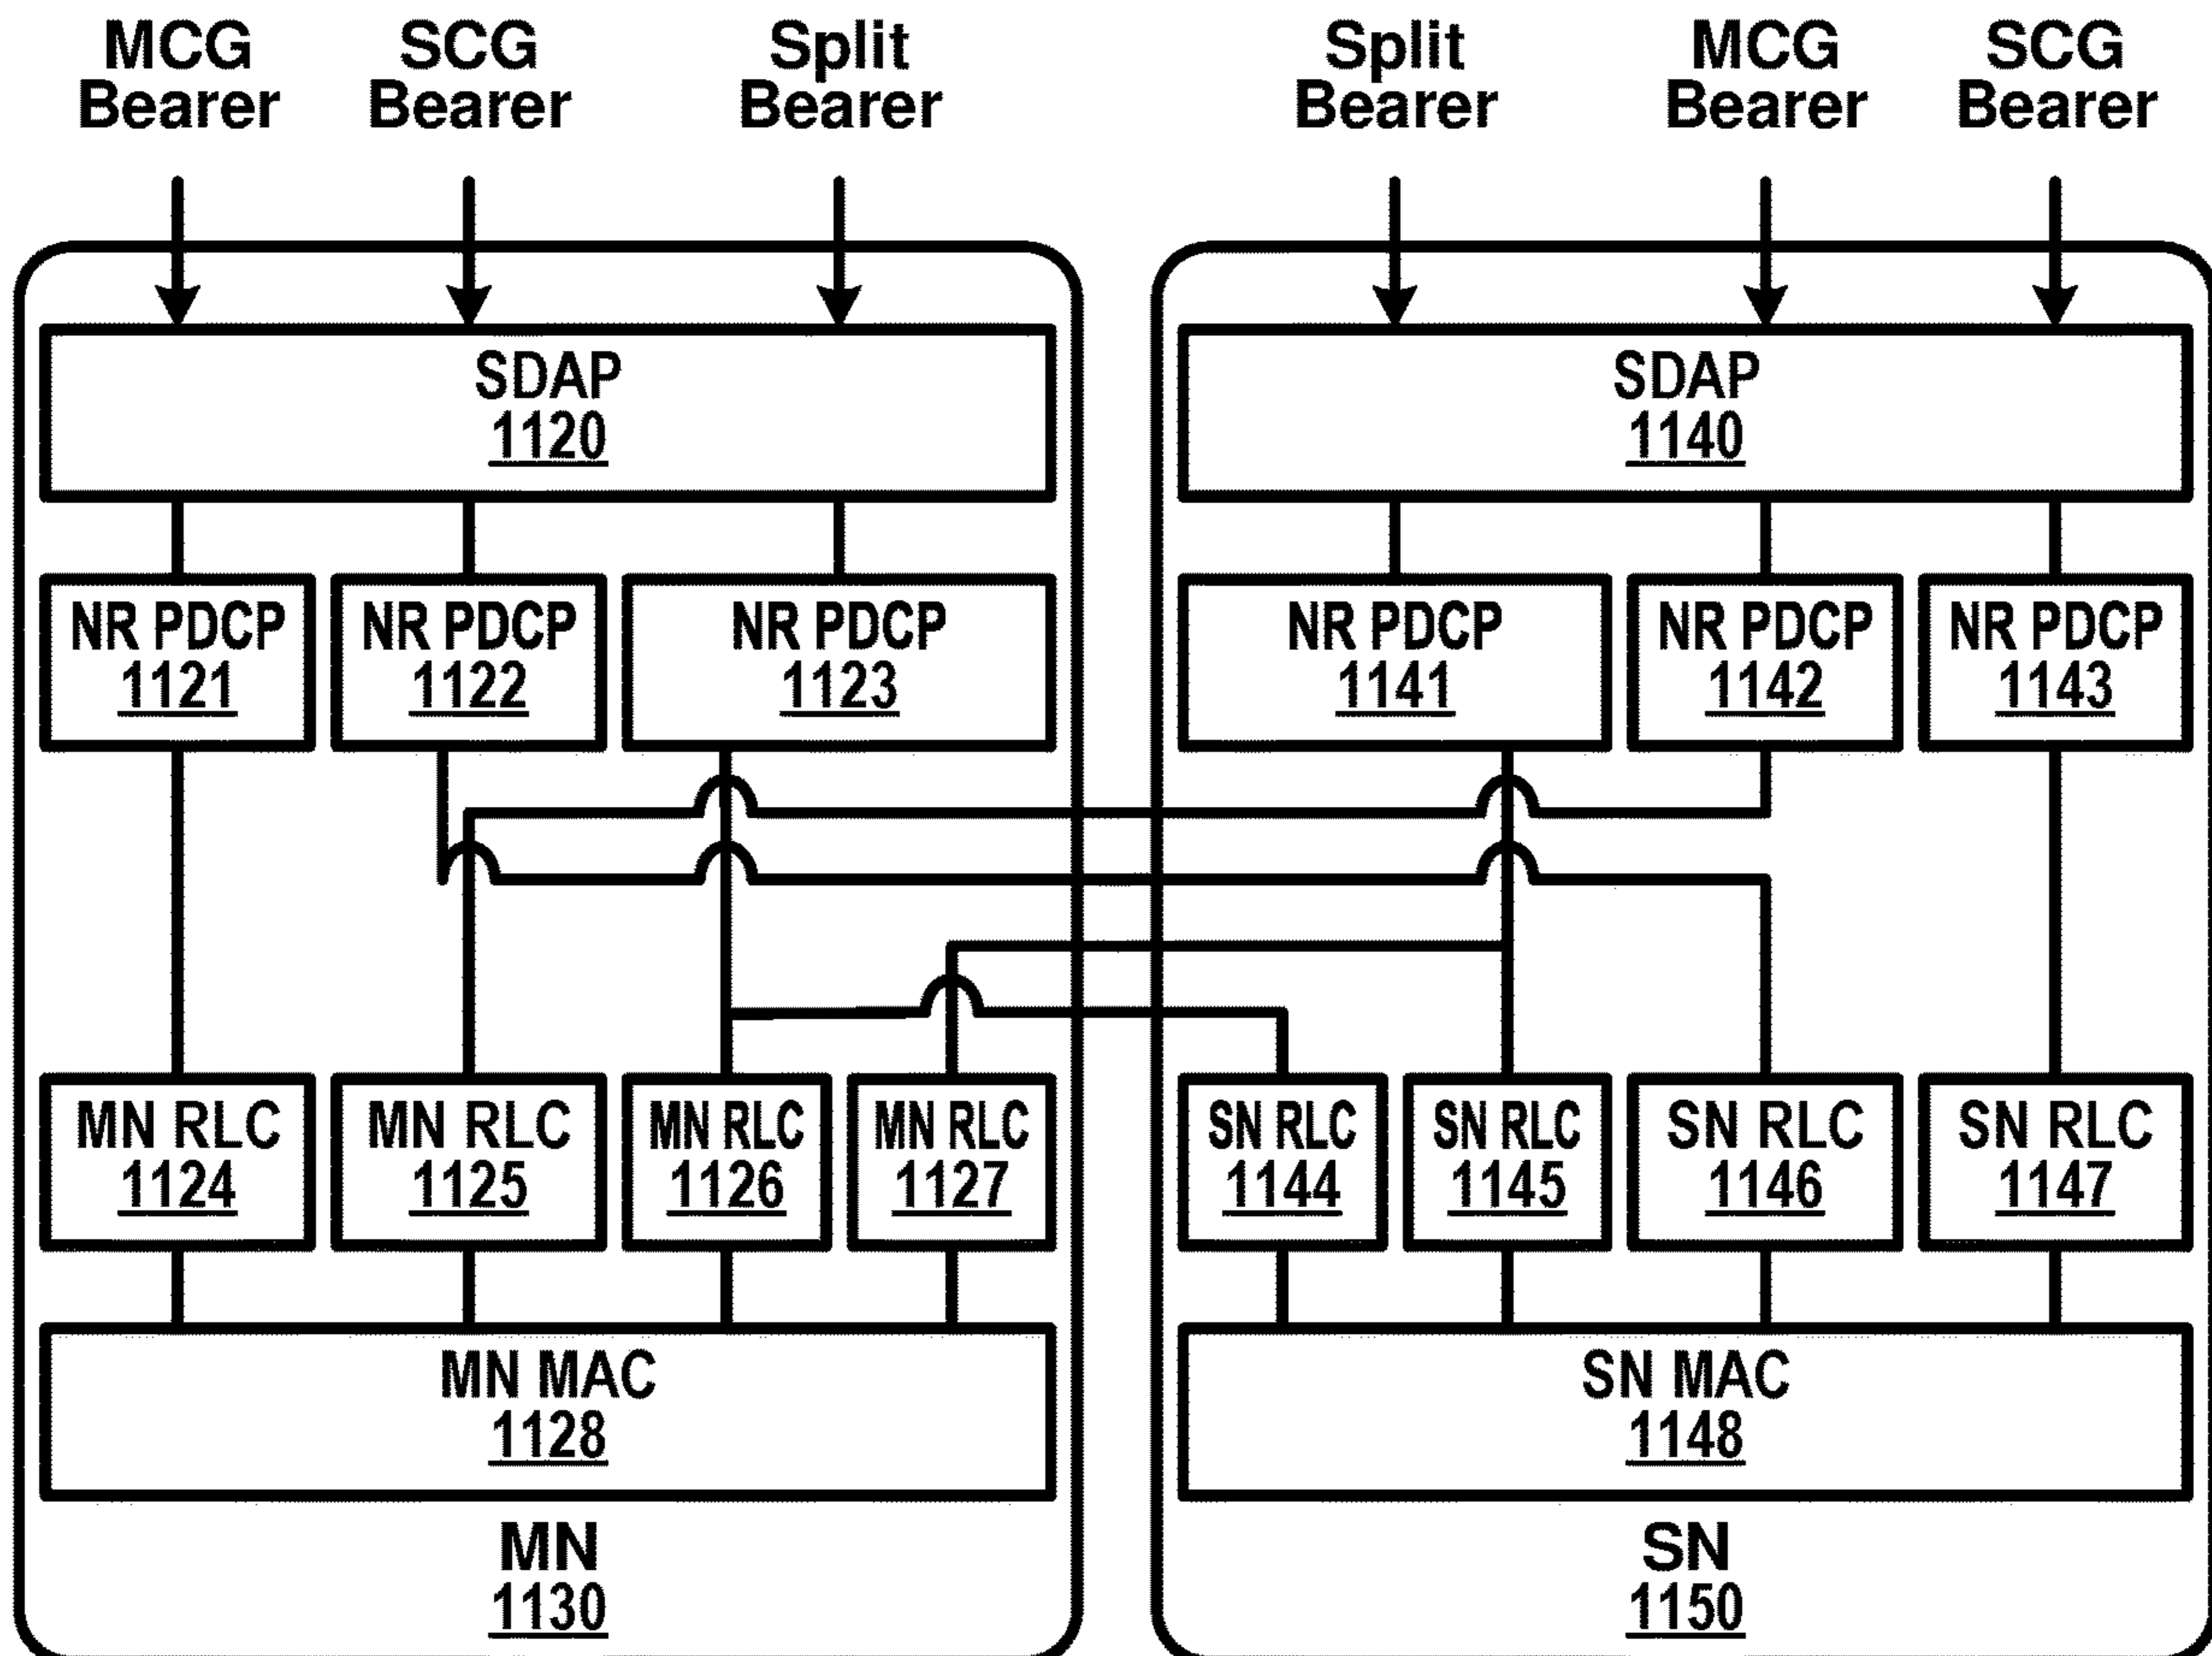 MCG
Bearer
SCG
Bearer
Split
Bearer
Split
Bearer
MCG
Bearer
SCG
Bearer
SDAP
1120
SDAP
1140
NR PDCP
1121
NR PDCP
1122
NR PDCP
1123
NR PDCP
1141
NR PDCP
1142
NR PDCP
1143
MN RLC
1124
MN RLC
1125
MN RLC
1126
MN RLC
1127
SN RLC
1144
SN RLC
1145
SN RLC
1146
SN RLC
1147
MN MAC
1128
SN MAC
1148
MN
1130
SN
1150